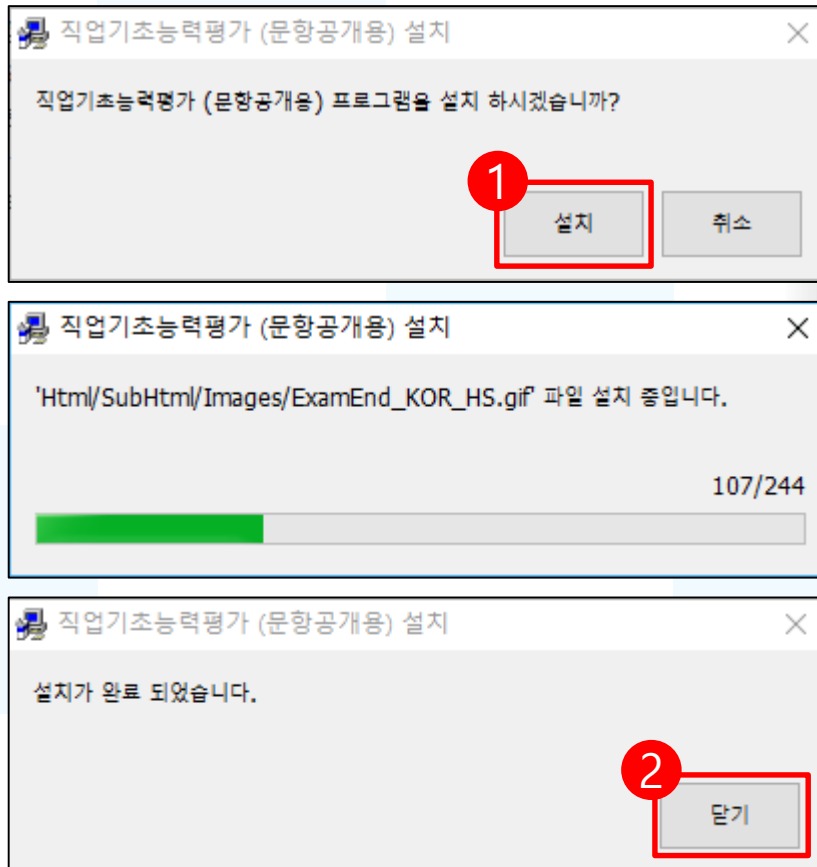 직업기초능력평가 (문항공개용) 설치
직업기초능력평가 (문항공개용) 프로그램을 설치 하시겠습니까?
1
설치 취소
직업기초능력평가 (문항공개용) 설치
'Html/SubHtml/Images/ExamEnd_KOR_HS.gif' 파일 설치 중입니다.
107/244
직업기초능력평가 (문항공개용) 설치
설치가 완료 되었습니다.
2
닫기